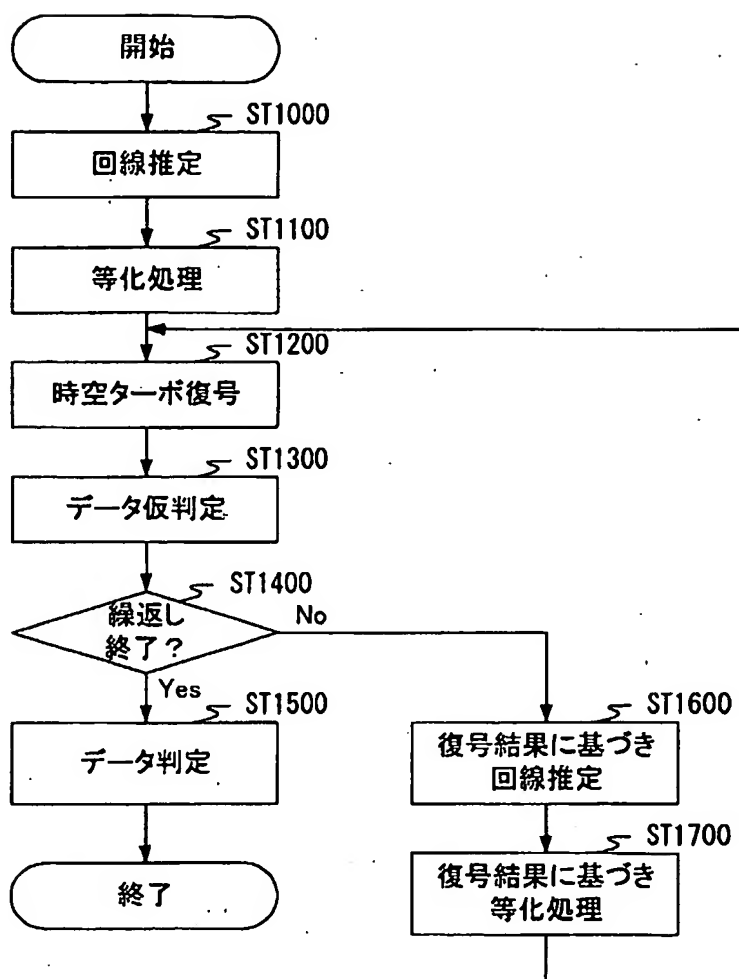 開始
ST1000
回線推定
ST1100
等化処理
ST1200
時空ターボ復号
ST1300
データ仮判定
ST1400
繰返し
終了?
No
Yes
ST1500
データ判定
終了
ST1600
復号結果に基づき
回線推定
ST1700
復号結果に基づき
等化処理